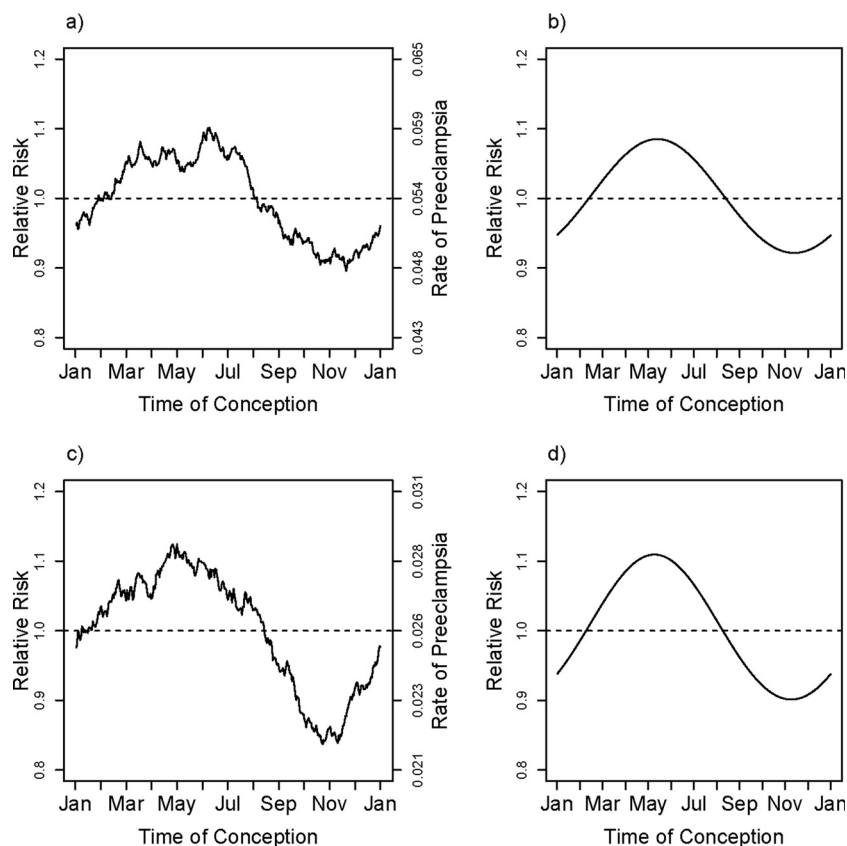 a)
Relative Risk
0.8 0.9 1.0 1.1 1.2
0.043 0.048 0.054 0.059 0.065
Rate of Preeclampsia
Jan Mar May Jul Sep Nov Jan
Time of Conception
b)
Relative Risk
0.8 0.9 1.0 1.1 1.2
Jan Mar May Jul Sep Nov Jan
Time of Conception
c)
Relative Risk
0.8 0.9 1.0 1.1 1.2
0.021 0.023 0.026 0.028 0.031
Rate of Preeclampsia
Jan Mar May Jul Sep Nov Jan
Time of Conception
d)
Relative Risk
0.8 0.9 1.0 1.1 1.2
Jan Mar May Jul Sep Nov Jan
Time of Conception